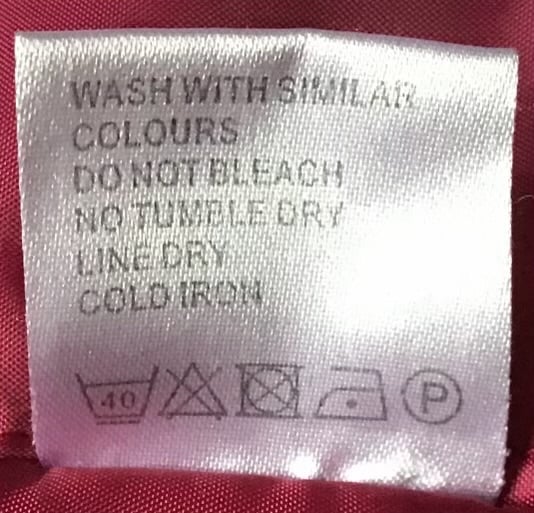 WASH WITH SIMILAR
COLOURS
DO NOT BLEACH
NO TUMBLE DRY
LINE DRY
COLD IRON
40 P